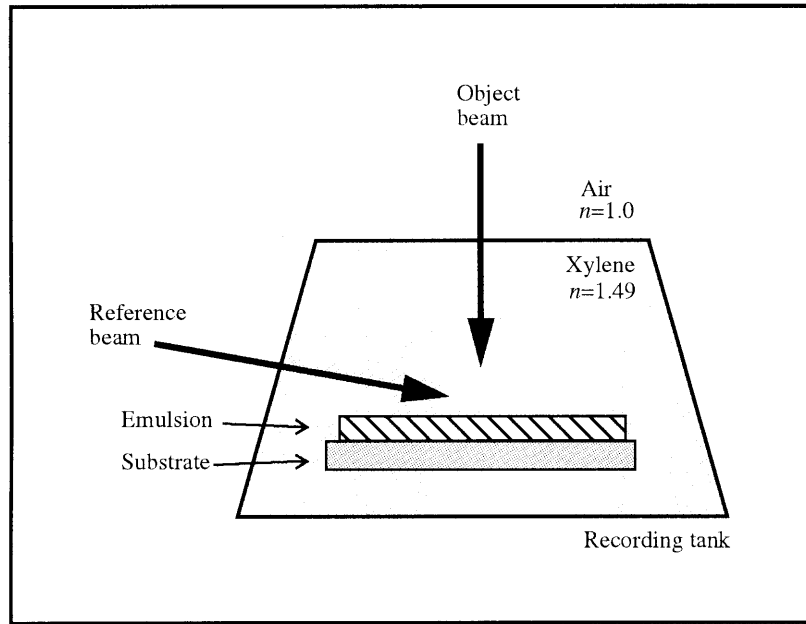 Object
beam
Air
n=1.0
Xylene
n=1.49
Reference
beam
Emulsion
Substrate
Recording tank